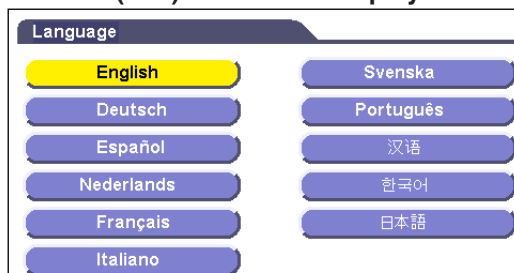 Language
English
Deutsch
Español
Nederlands
Français
Italiano
Svenska
Português
汉语
한국어
日本語